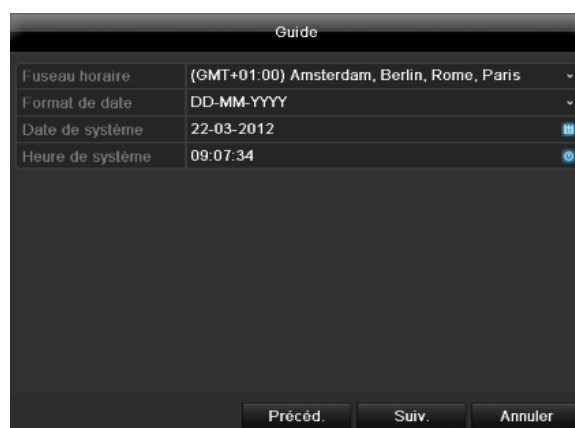 Guide
Fuseau horaire (GMT+01:00) Amsterdam, Berlin, Rome, Paris
Format de date DD-MM-YYYY
Date de système 22-03-2012
Heure de système 09:07:34
Précéd. Suiv. Annuler